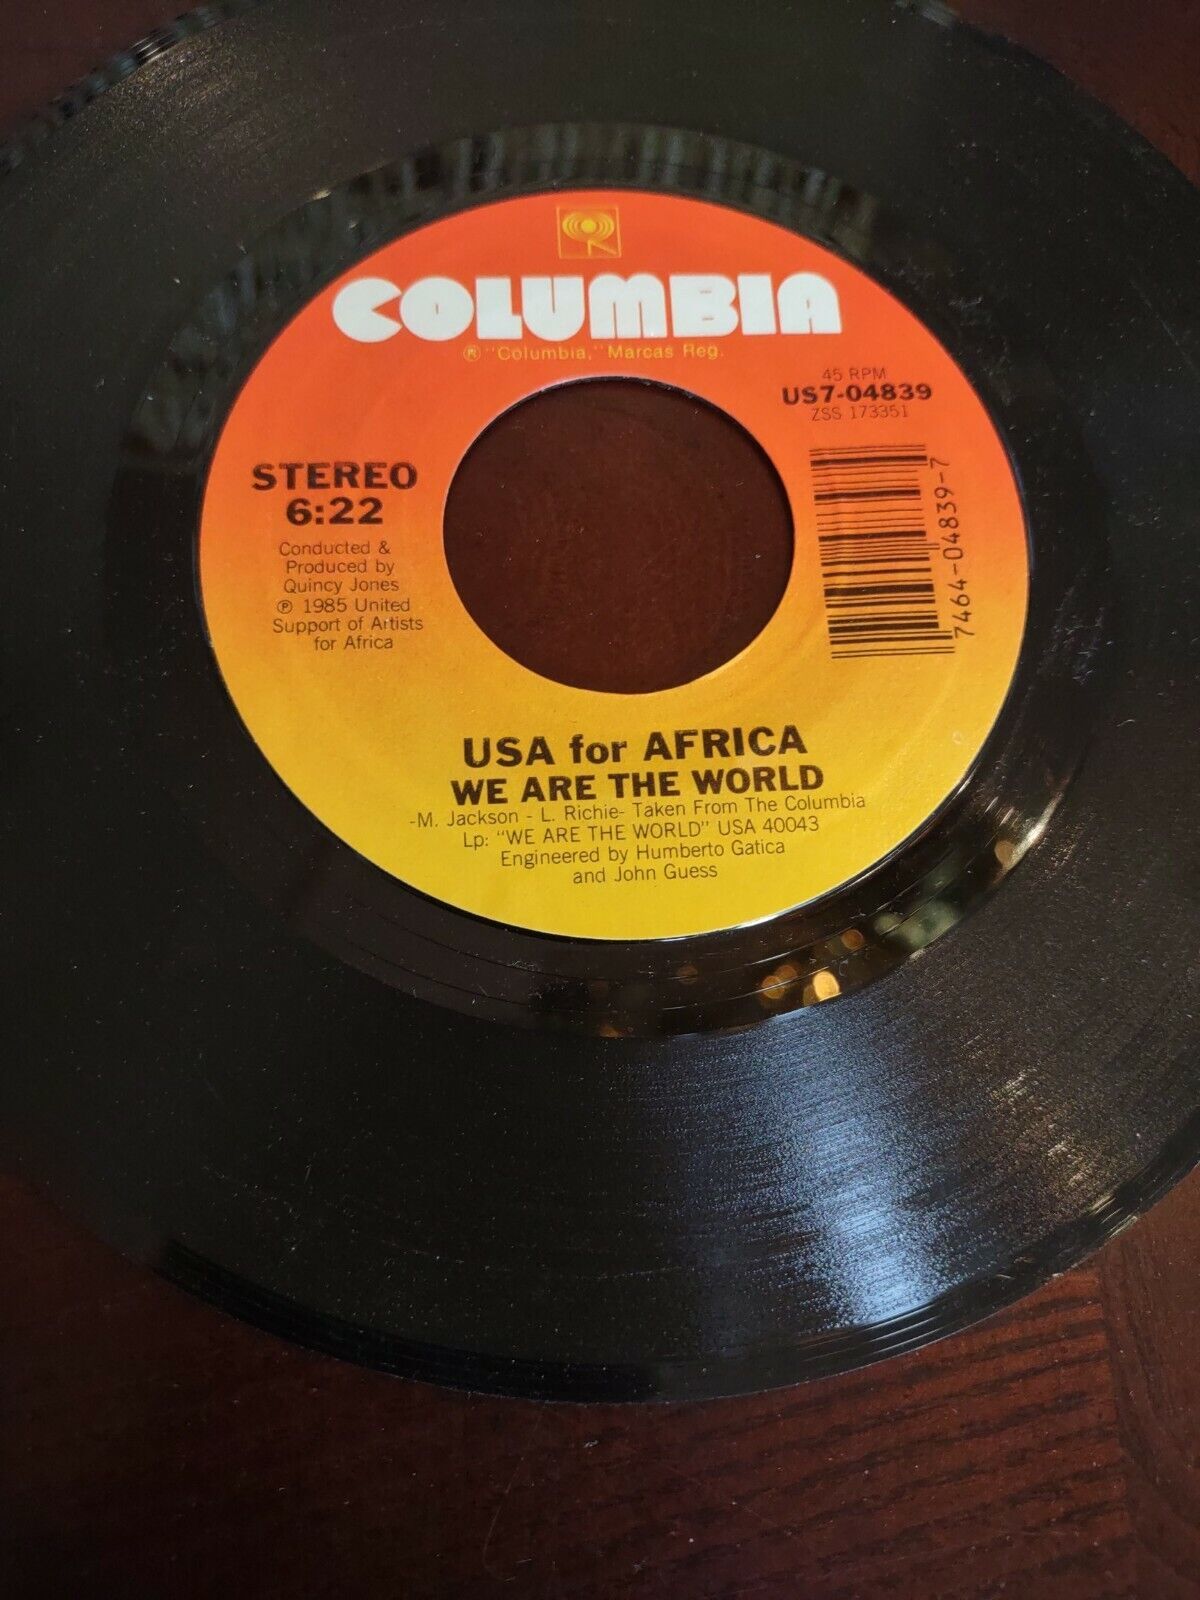 COLUMBIA
® "Columbia," Marcas Reg.
45 RPM
US7-04839
ZSS 173351
STEREO
6:22
Conducted &
Produced by
Quincy Jones
℗ 1985 United
Support of Artists
for Africa
7464-04839-7
USA for AFRICA
WE ARE THE WORLD
-M. Jackson - L. Richie- Taken From The Columbia
Lp: "WE ARE THE WORLD" USA 40043
Engineered by Humberto Gatica
and John Guess